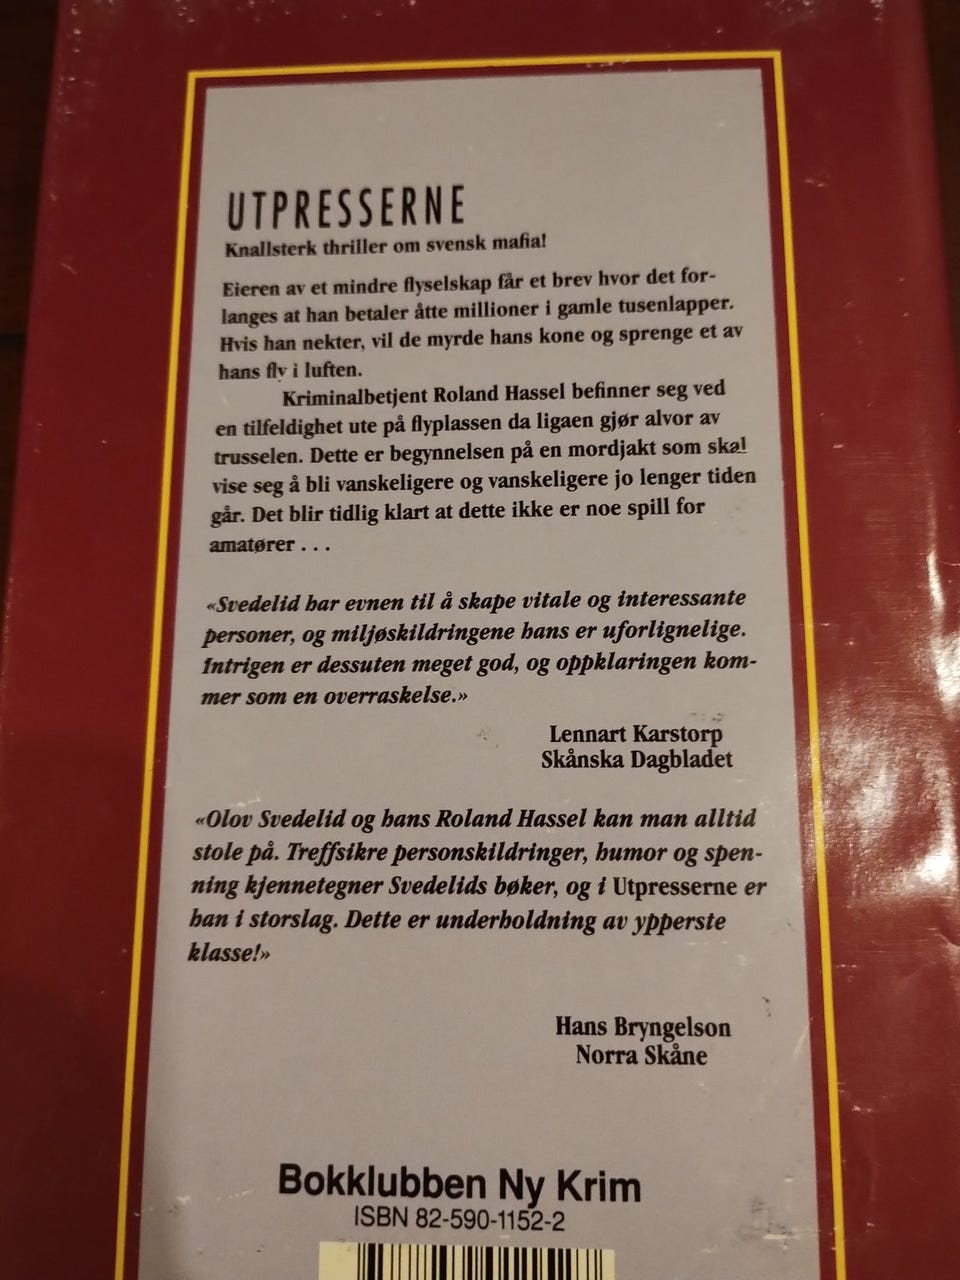 UTPRESSERNE
Knallsterk thriller om svensk mafia!
Eieren av et mindre flyselskap får et brev hvor det for-
langes at han betaler åtte millioner i gamle tusenlapper.
Hvis han nekter, vil de myrde hans kone og sprenge et av
hans fly i luften.
Kriminalbetjent Roland Hassel befinner seg ved
en tilfeldighet ute på flyplassen da ligaen gjør alvor av
trusselen. Dette er begynnelsen på en mordjakt som skal
vise seg å bli vanskeligere og vanskeligere jo lenger tiden
går. Det blir tidlig klart at dette ikke er noe spill for
amatører . . .
«Svedelid har evnen til å skape vitale og interessante
personer, og miljøskildringene hans er uforlignelige.
Intrigen er dessuten meget god, og oppklaringen kom-
mer som en overraskelse.»
Lennart Karstorp
Skånska Dagbladet
«Olov Svedelid og hans Roland Hassel kan man alltid
stole på. Treffsikre personskildringer, humor og spen-
ning kjennetegner Svedelids bøker, og i Utpresserne er
han i storslag. Dette er underholdning av ypperste
klasse!»
Hans Bryngelson
Norra Skåne
Bokklubben Ny Krim
ISBN 82-590-1152-2